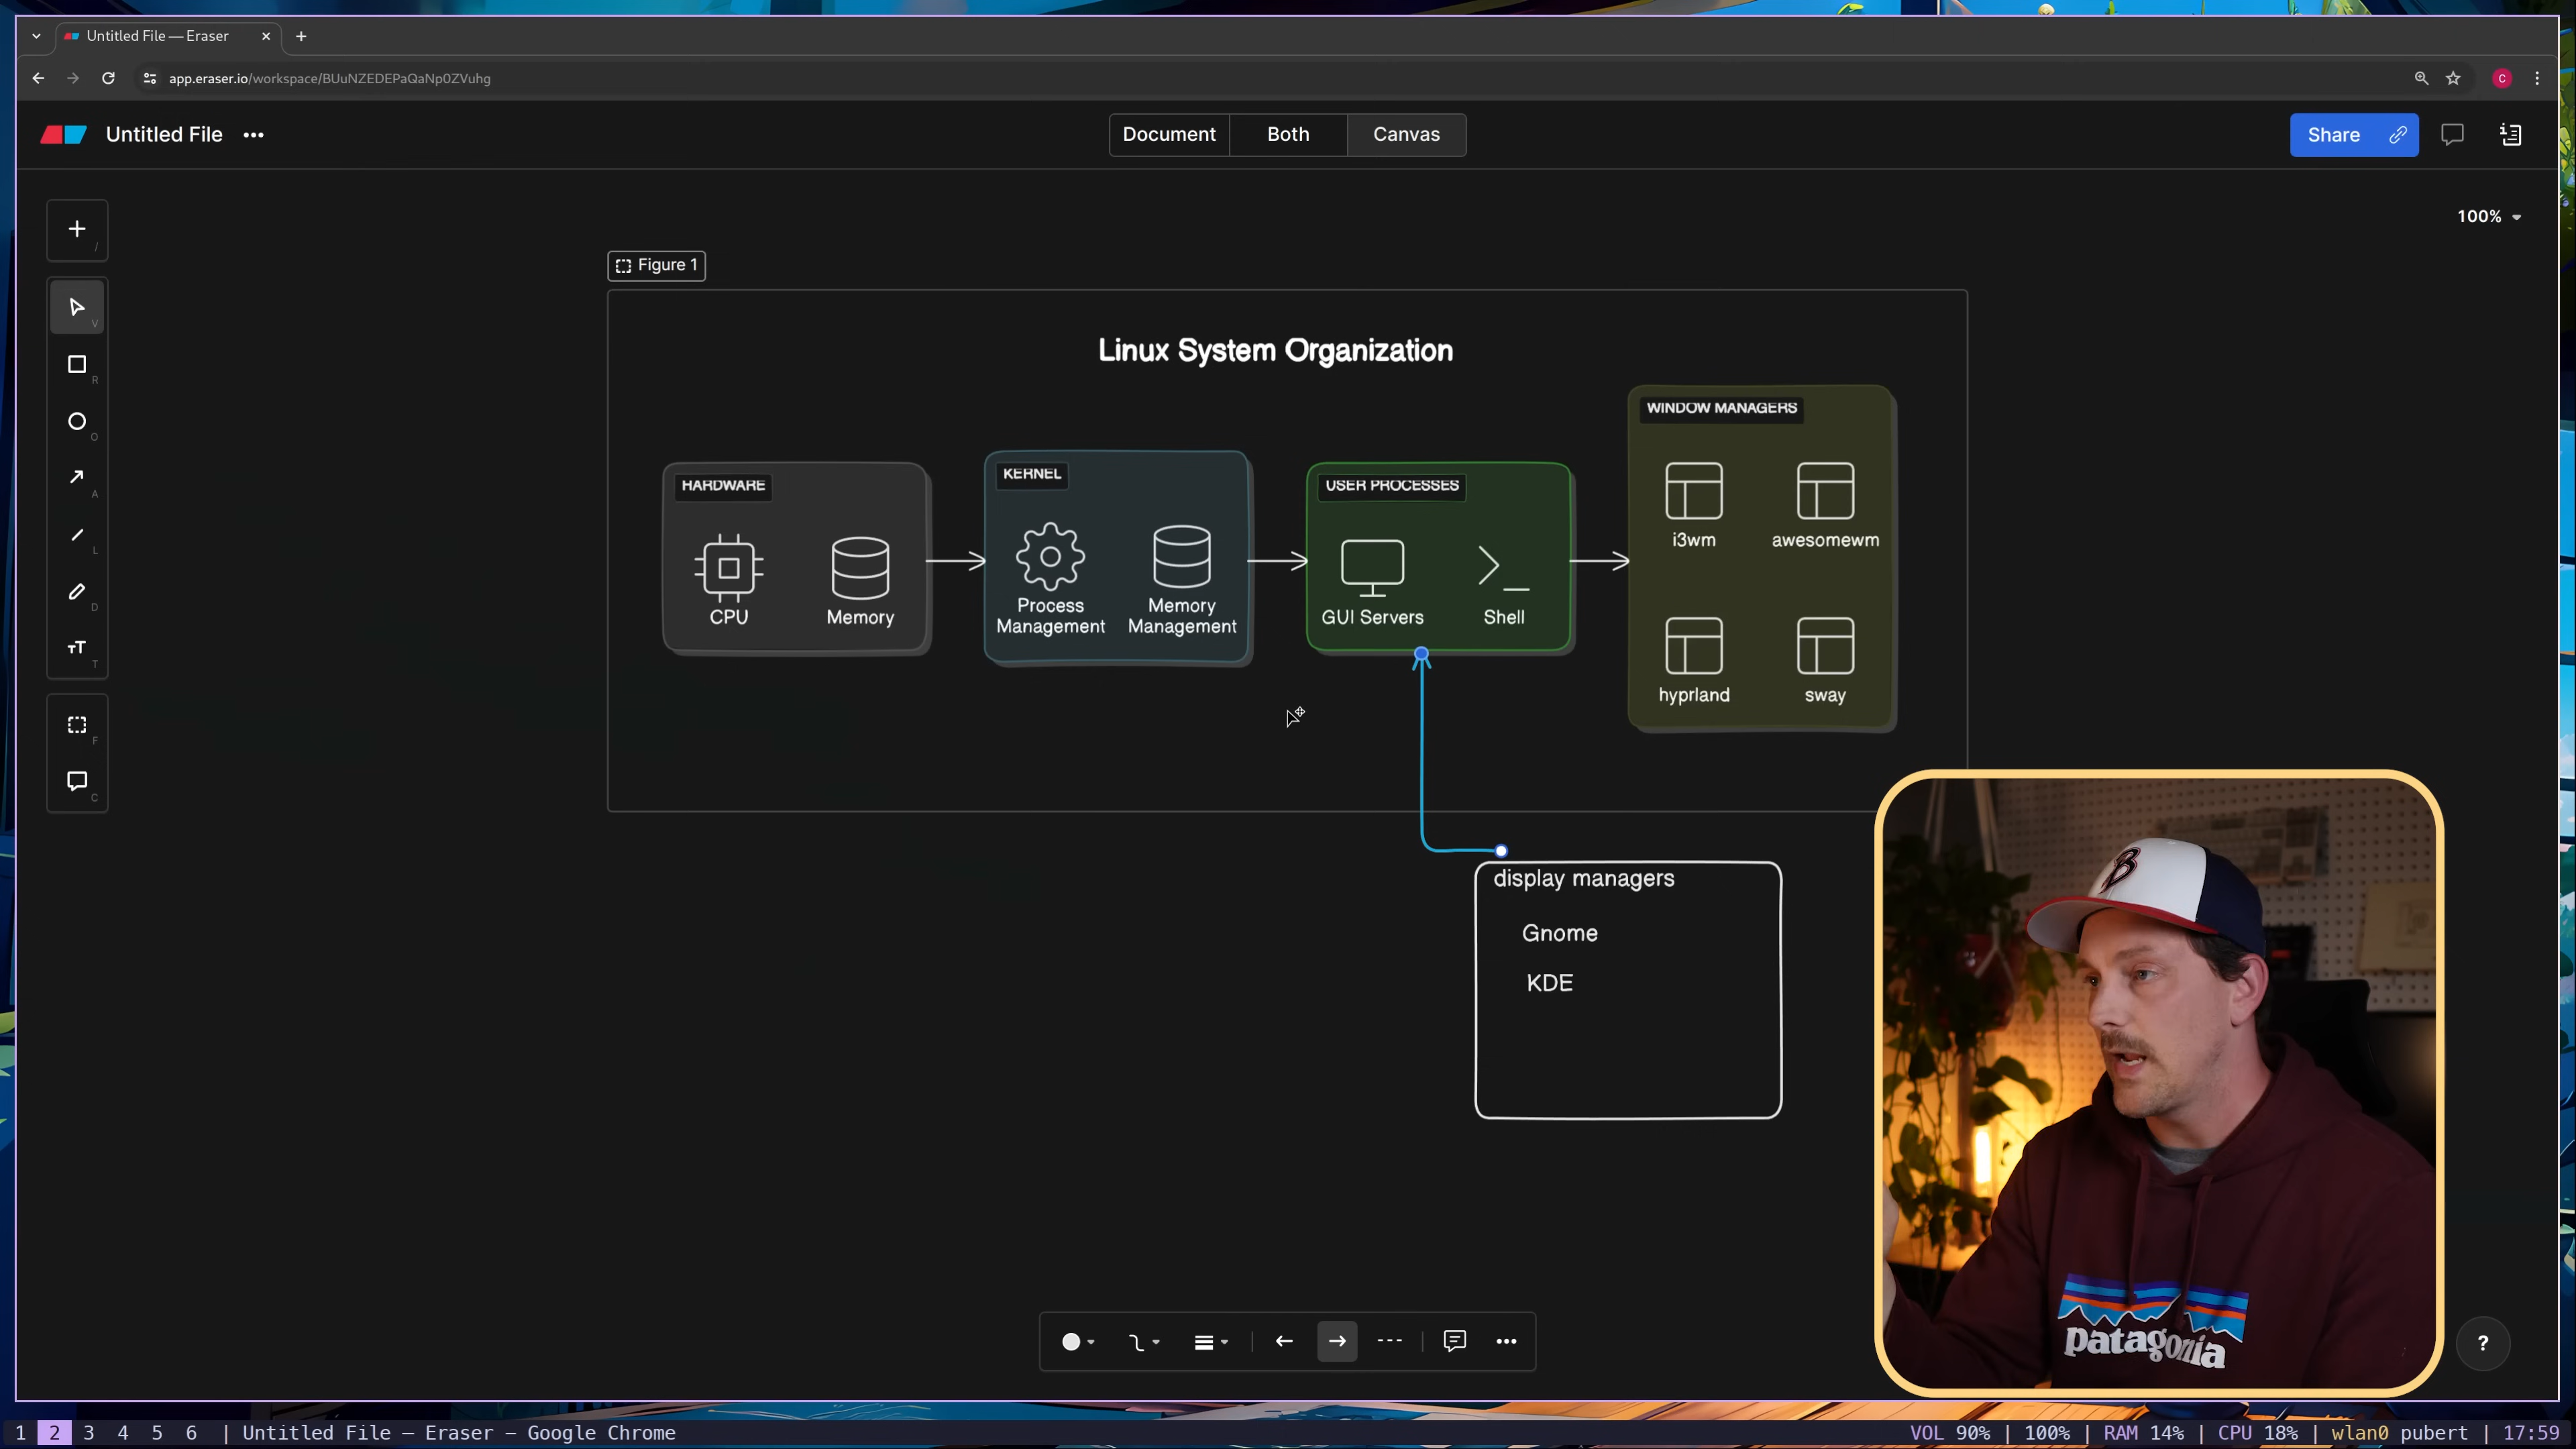 Untitled File — Eraser
app.eraser.io/workspace/BUuNZEDEPaQaNp0ZVuhg
C
Untitled File
Document Both Canvas
Share
100%
/
V
R
O
A
L
D
T
F
C
Figure 1
Linux System Organization
HARDWARE
CPU
Memory
KERNEL
Process
Management
Memory
Management
USER PROCESSES
GUI Servers
Shell
WINDOW MANAGERS
i3wm
awesomewm
hyprland
sway
display managers
Gnome
KDE
B
patagonia
?
1 2 3 4 5 6 | Untitled File – Eraser – Google Chrome
VOL 90% | 100% | RAM 14% | CPU 18% | wlan0 pubert | 17:59